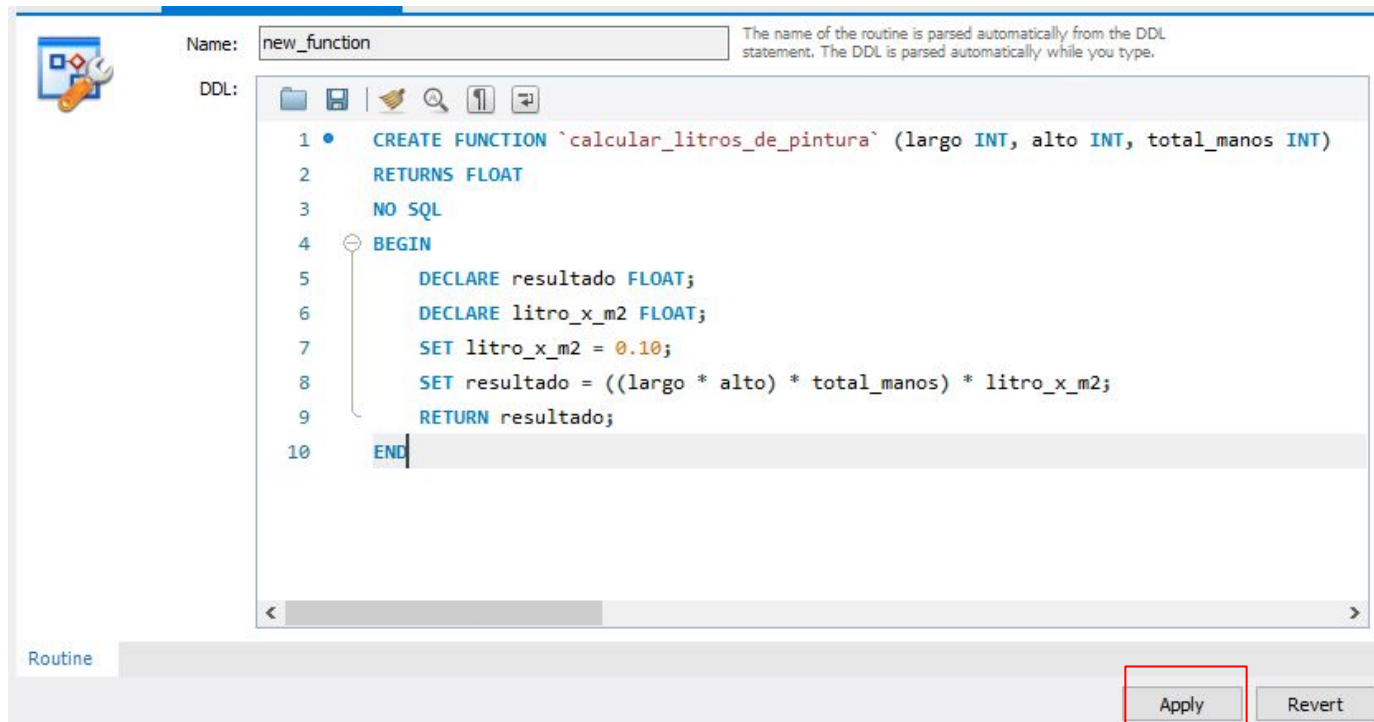 Name: new_function
The name of the routine is parsed automatically from the DDL
statement. The DDL is parsed automatically while you type.
DDL:
1 CREATE FUNCTION `calcular_litros_de_pintura` (largo INT, alto INT, total_manos INT)
2 RETURNS FLOAT
3 NO SQL
4 BEGIN
5 DECLARE resultado FLOAT;
6 DECLARE litro_x_m2 FLOAT;
7 SET litro_x_m2 = 0.10;
8 SET resultado = ((largo * alto) * total_manos) * litro_x_m2;
9 RETURN resultado;
10 END
Routine
Apply Revert